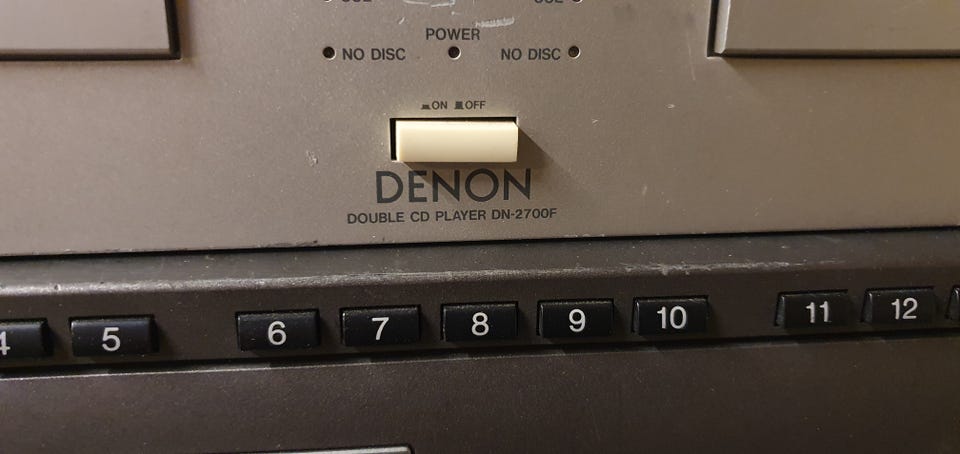 POWER
NO DISC NO DISC
ON OFF
DENON
DOUBLE CD PLAYER DN-2700F
4 5 6 7 8 9 10 11 12